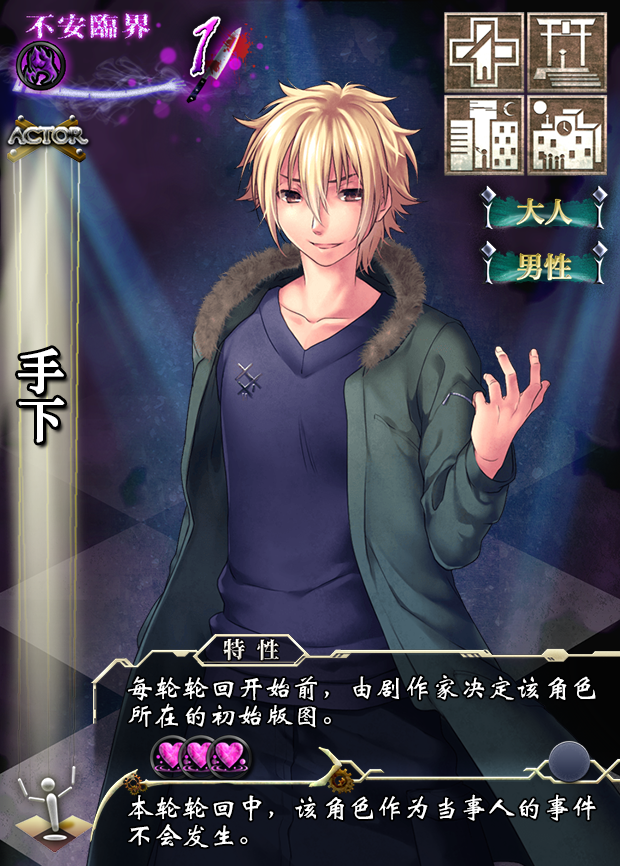 不安臨界
1
ACTOR
大人
男性
手下
特性
每轮轮回开始前，由剧作家决定该角色
所在的初始版图。
本轮轮回中，该角色作为当事人的事件
不会发生。